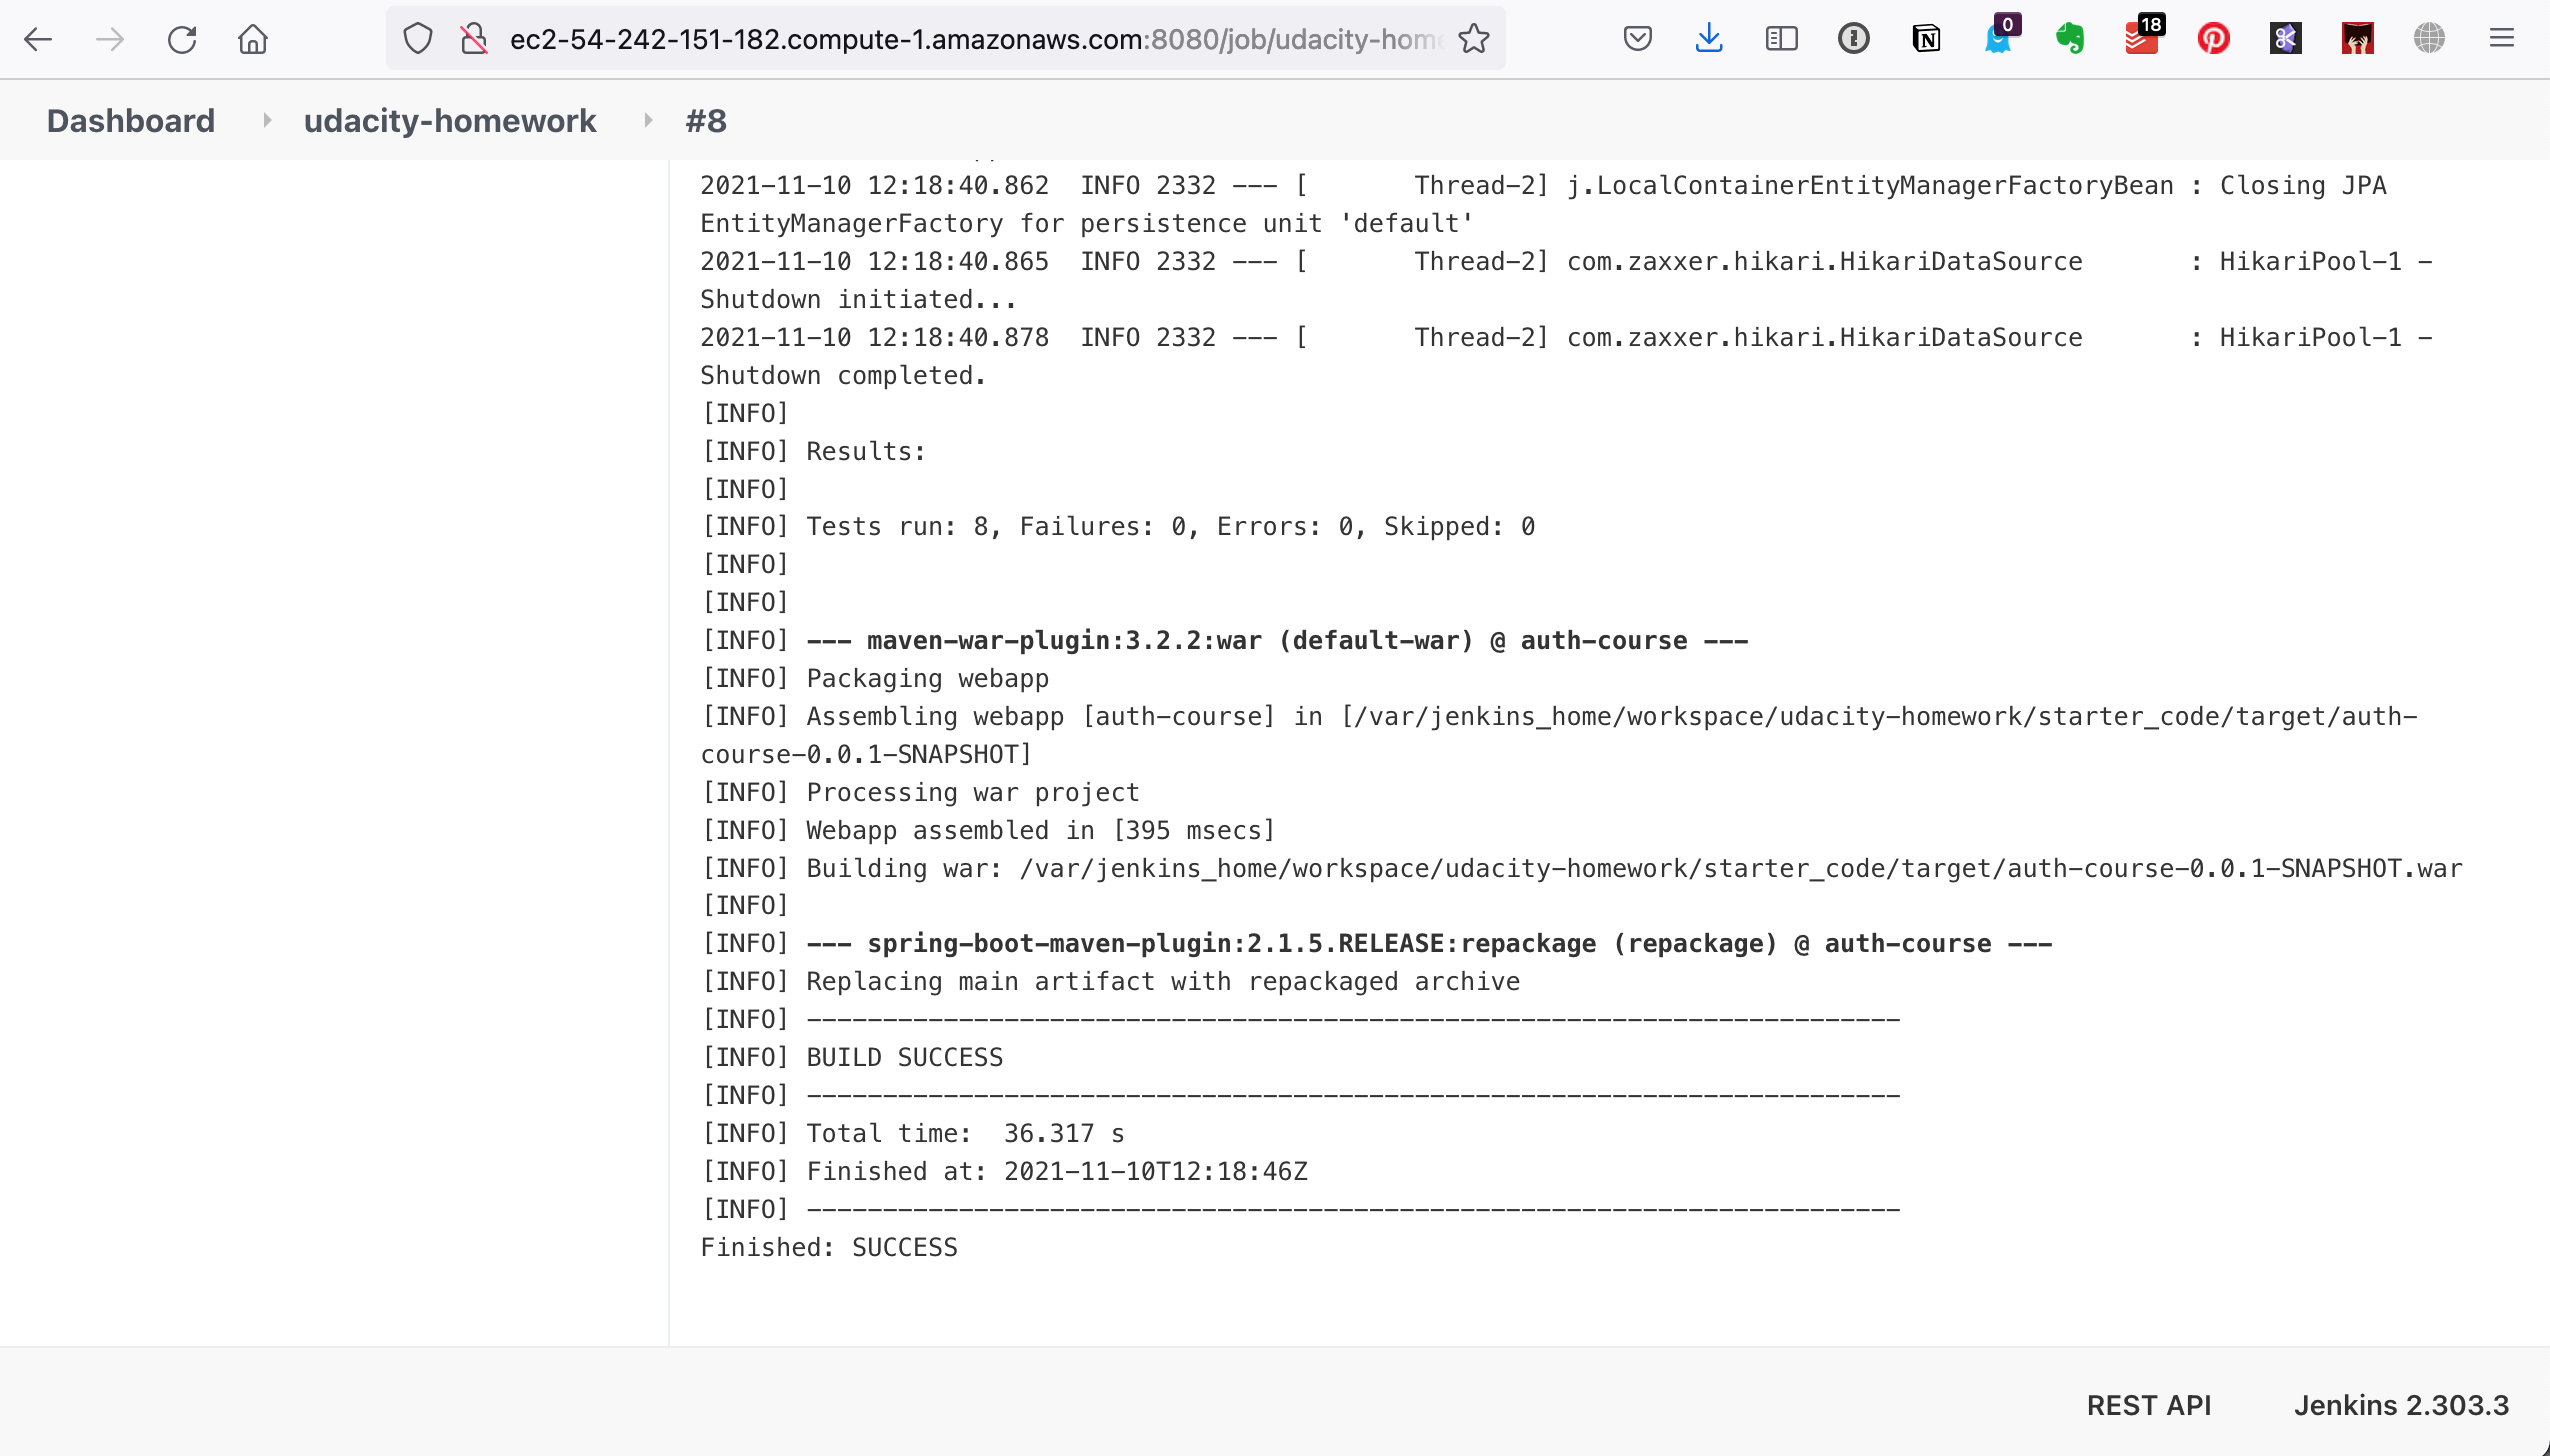 ec2-54-242-151-182.compute-1.amazonaws.com:8080/job/udacity-home
0
18
Dashboard
udacity-homework
#8
2021-11-10 12:18:40.862  INFO 2332 --- [       Thread-2] j.LocalContainerEntityManagerFactoryBean : Closing JPA
EntityManagerFactory for persistence unit 'default'
2021-11-10 12:18:40.865  INFO 2332 --- [       Thread-2] com.zaxxer.hikari.HikariDataSource       : HikariPool-1 -
Shutdown initiated...
2021-11-10 12:18:40.878  INFO 2332 --- [       Thread-2] com.zaxxer.hikari.HikariDataSource       : HikariPool-1 -
Shutdown completed.
[INFO]
[INFO] Results:
[INFO]
[INFO] Tests run: 8, Failures: 0, Errors: 0, Skipped: 0
[INFO]
[INFO]
[INFO] --- maven-war-plugin:3.2.2:war (default-war) @ auth-course ---
[INFO] Packaging webapp
[INFO] Assembling webapp [auth-course] in [/var/jenkins_home/workspace/udacity-homework/starter_code/target/auth-
course-0.0.1-SNAPSHOT]
[INFO] Processing war project
[INFO] Webapp assembled in [395 msecs]
[INFO] Building war: /var/jenkins_home/workspace/udacity-homework/starter_code/target/auth-course-0.0.1-SNAPSHOT.war
[INFO]
[INFO] --- spring-boot-maven-plugin:2.1.5.RELEASE:repackage (repackage) @ auth-course ---
[INFO] Replacing main artifact with repackaged archive
[INFO] ------------------------------------------------------------------------
[INFO] BUILD SUCCESS
[INFO] ------------------------------------------------------------------------
[INFO] Total time:  36.317 s
[INFO] Finished at: 2021-11-10T12:18:46Z
[INFO] ------------------------------------------------------------------------
Finished: SUCCESS
REST API
Jenkins 2.303.3